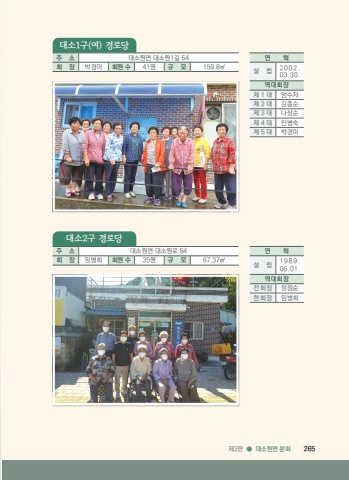 대소1구(여) 경로당
주 소 대소원면 대소원1길 54
회 장 박경미 회원 수 41명 규 모 159.8㎡
연 혁
설 립 2002. 03.30.
역대회장
제 1 대 염수자
제 2 대 김종순
제 3 대 나상순
제 4 대 민병숙
제 5 대 박경미
대소2구 경로당
주 소 대소원면 대소원로 84
회 장 임병희 회원 수 35명 규 모 67.37㎡
연 혁
설 립 1989. 06.01.
역대회장
전회장 정점순
현회장 임병희
제3편 ● 대소원면 분회 265